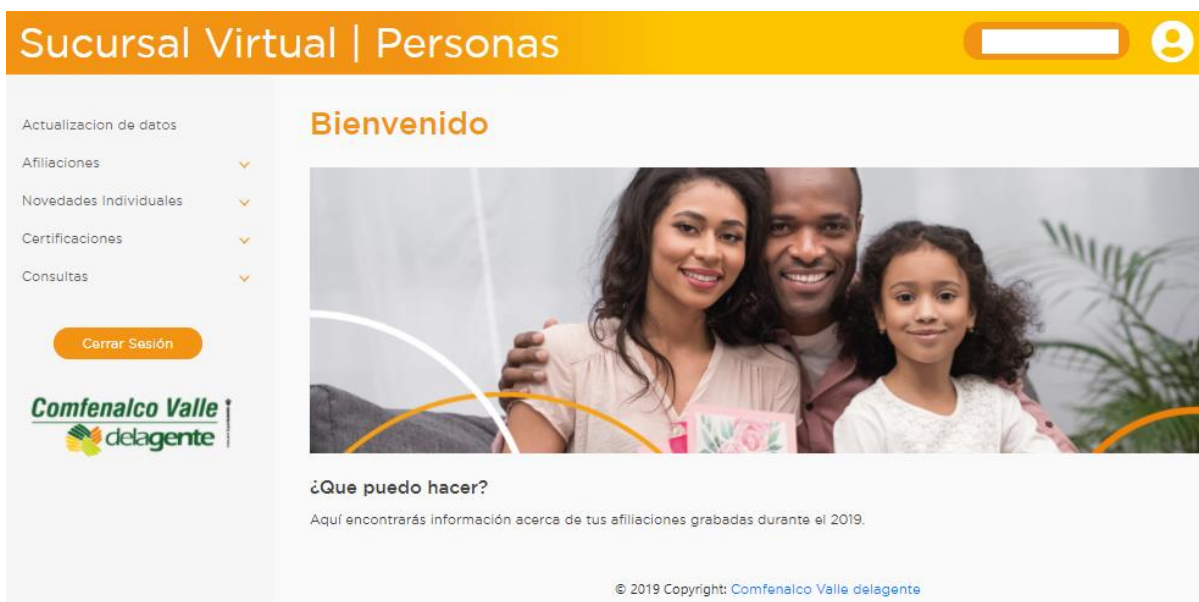 Sucursal Virtual | Personas
Actualizacion de datos
Afiliaciones
Novedades Individuales
Certificaciones
Consultas
Cerrar Sesión
Comfenalco Valle
delagente
Bienvenido
¿Que puedo hacer?
Aquí encontrarás información acerca de tus afiliaciones grabadas durante el 2019.
© 2019 Copyright: Comfenalco Valle delagente